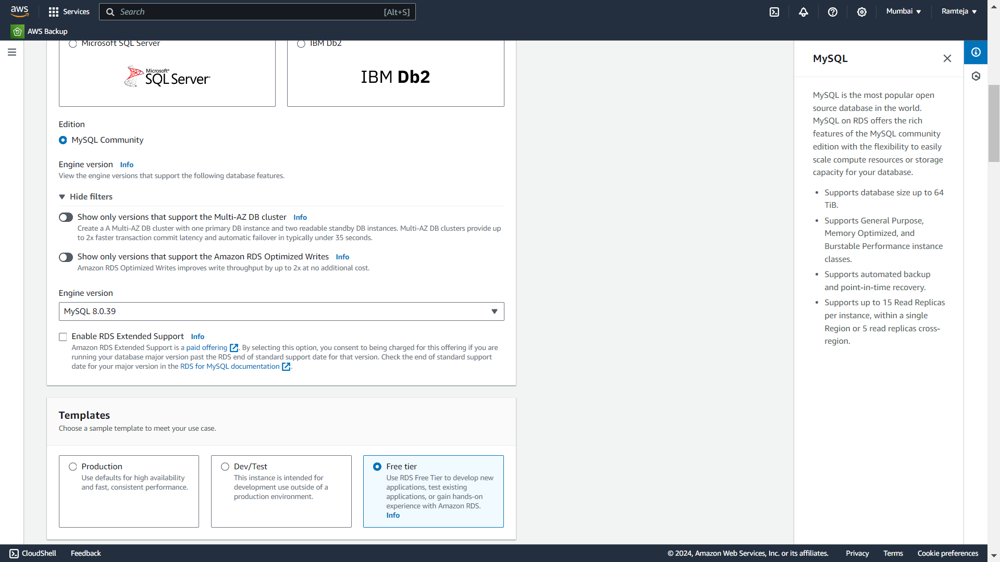 aws
Services
Search
[Alt+S]
Mumbai
Ramteja
AWS Backup
Microsoft SQL Server
Microsoft®
SQL Server
IBM Db2
IBM Db2
Edition
MySQL Community
Engine version Info
View the engine versions that support the following database features.
Hide filters
Show only versions that support the Multi-AZ DB cluster Info
Create a A Multi-AZ DB cluster with one primary DB instance and two readable standby DB instances. Multi-AZ DB clusters provide up
to 2x faster transaction commit latency and automatic failover in typically under 35 seconds.
Show only versions that support the Amazon RDS Optimized Writes Info
Amazon RDS Optimized Writes improves write throughput by up to 2x at no additional cost.
Engine version
MySQL 8.0.39
Enable RDS Extended Support Info
Amazon RDS Extended Support is a paid offering. By selecting this option, you consent to being charged for this offering if you are
running your database major version past the RDS end of standard support date for that version. Check the end of standard support
date for your major version in the RDS for MySQL documentation.
Templates
Choose a sample template to meet your use case.
Production
Use defaults for high availability
and fast, consistent performance.
Dev/Test
This instance is intended for
development use outside of a
production environment.
Free tier
Use RDS Free Tier to develop new
applications, test existing
applications, or gain hands-on
experience with Amazon RDS.
Info
MySQL
MySQL is the most popular open
source database in the world.
MySQL on RDS offers the rich
features of the MySQL community
edition with the flexibility to easily
scale compute resources or storage
capacity for your database.
• Supports database size up to 64
TiB.
• Supports General Purpose,
Memory Optimized, and
Burstable Performance instance
classes.
• Supports automated backup
and point-in-time recovery.
• Supports up to 15 Read Replicas
per instance, within a single
Region or 5 read replicas cross-
region.
CloudShell
Feedback
© 2024, Amazon Web Services, Inc. or its affiliates.
Privacy
Terms
Cookie preferences